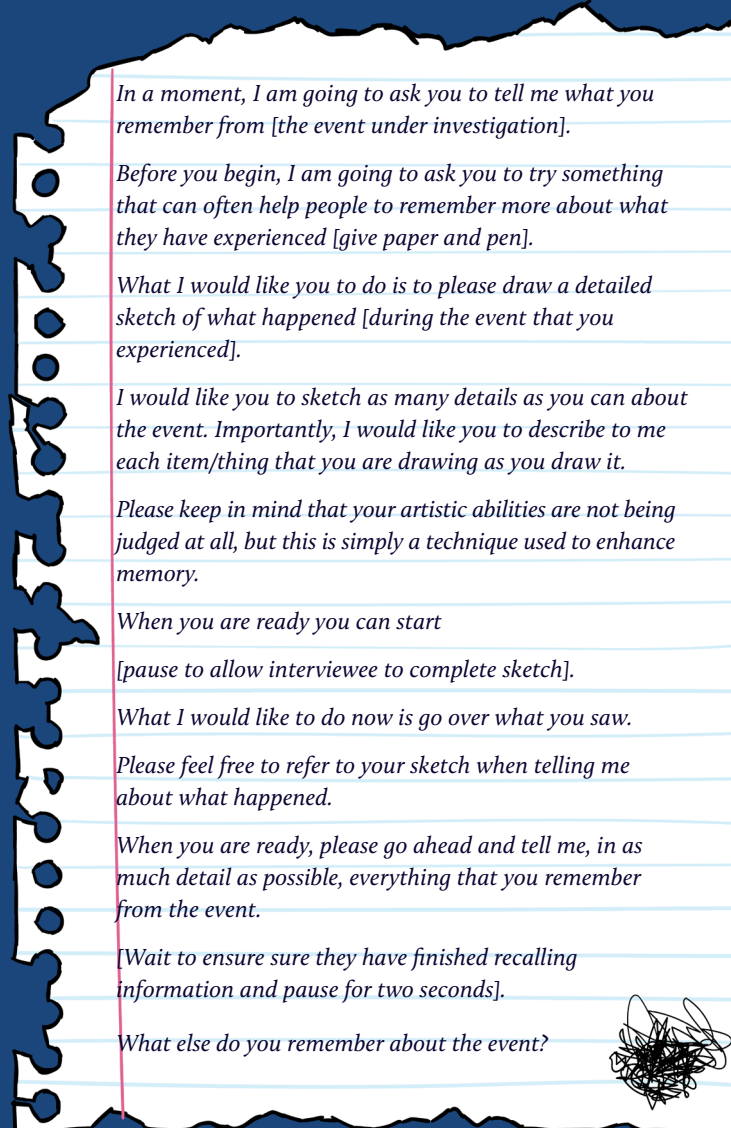 In a moment, I am going to ask you to tell me what you
remember from [the event under investigation].
Before you begin, I am going to ask you to try something
that can often help people to remember more about what
they have experienced [give paper and pen].
What I would like you to do is to please draw a detailed
sketch of what happened [during the event that you
experienced].
I would like you to sketch as many details as you can about
the event. Importantly, I would like you to describe to me
each item/thing that you are drawing as you draw it.
Please keep in mind that your artistic abilities are not being
judged at all, but this is simply a technique used to enhance
memory.
When you are ready you can start
[pause to allow interviewee to complete sketch].
What I would like to do now is go over what you saw.
Please feel free to refer to your sketch when telling me
about what happened.
When you are ready, please go ahead and tell me, in as
much detail as possible, everything that you remember
from the event.
[Wait to ensure sure they have finished recalling
information and pause for two seconds].
What else do you remember about the event?